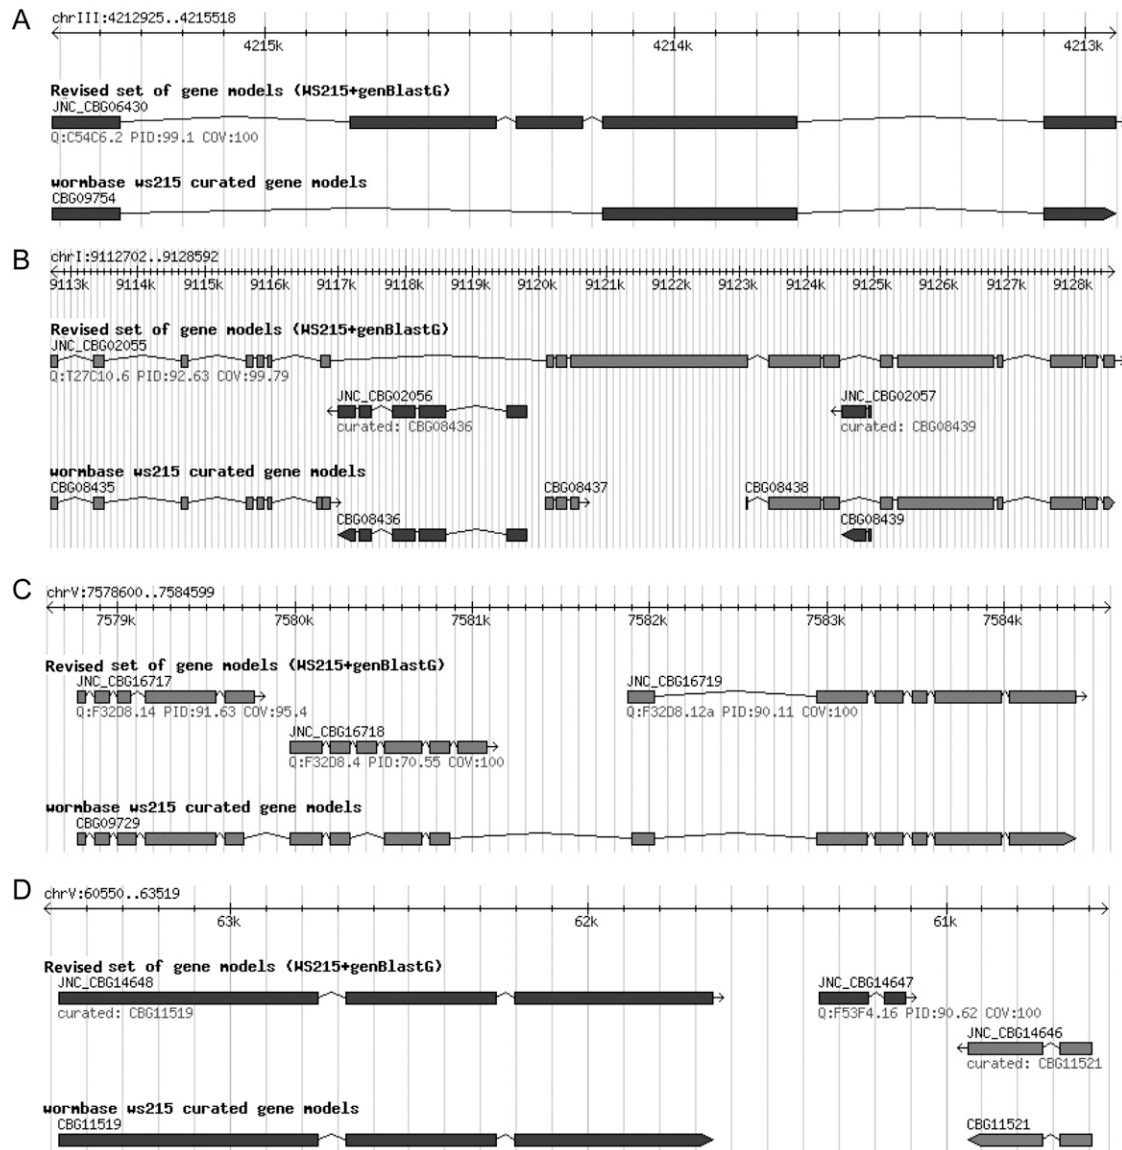 A
chrIII:4212925..4215518
4215k 4214k 4213k
Revised set of gene models (WS215+genBlastG)
JNC_CBG06430
Q:C54C6.2 PID:99.1 COV:100
wormbase ws215 curated gene models
CBG09754
B
chrI:9112702..9128592
9113k 9114k 9115k 9116k 9117k 9118k 9119k 9120k 9121k 9122k 9123k 9124k 9125k 9126k 9127k 9128k
Revised set of gene models (WS215+genBlastG)
JNC_CBG02055
Q:T27C10.6 PID:92.63 COV:99.79
JNC_CBG02056 JNC_CBG02057
curated: CBG08436 curated: CBG08439
wormbase ws215 curated gene models
CBG08435 CBG08437 CBG08438
CBG08436 CBG08439
C
chrV:7578600..7584599
7579k 7580k 7581k 7582k 7583k 7584k
Revised set of gene models (WS215+genBlastG)
JNC_CBG16717 JNC_CBG16719
Q:F32D8.14 PID:91.63 COV:95.4 Q:F32D8.12a PID:90.11 COV:100
JNC_CBG16718
Q:F32D8.4 PID:70.55 COV:100
wormbase ws215 curated gene models
CBG09729
D
chrV:60550..63519
63k 62k 61k
Revised set of gene models (WS215+genBlastG)
JNC_CBG14648 JNC_CBG14647
curated: CBG11519 Q:F53F4.16 PID:90.62 COV:100
JNC_CBG14646
curated: CBG11521
wormbase ws215 curated gene models
CBG11519 CBG11521